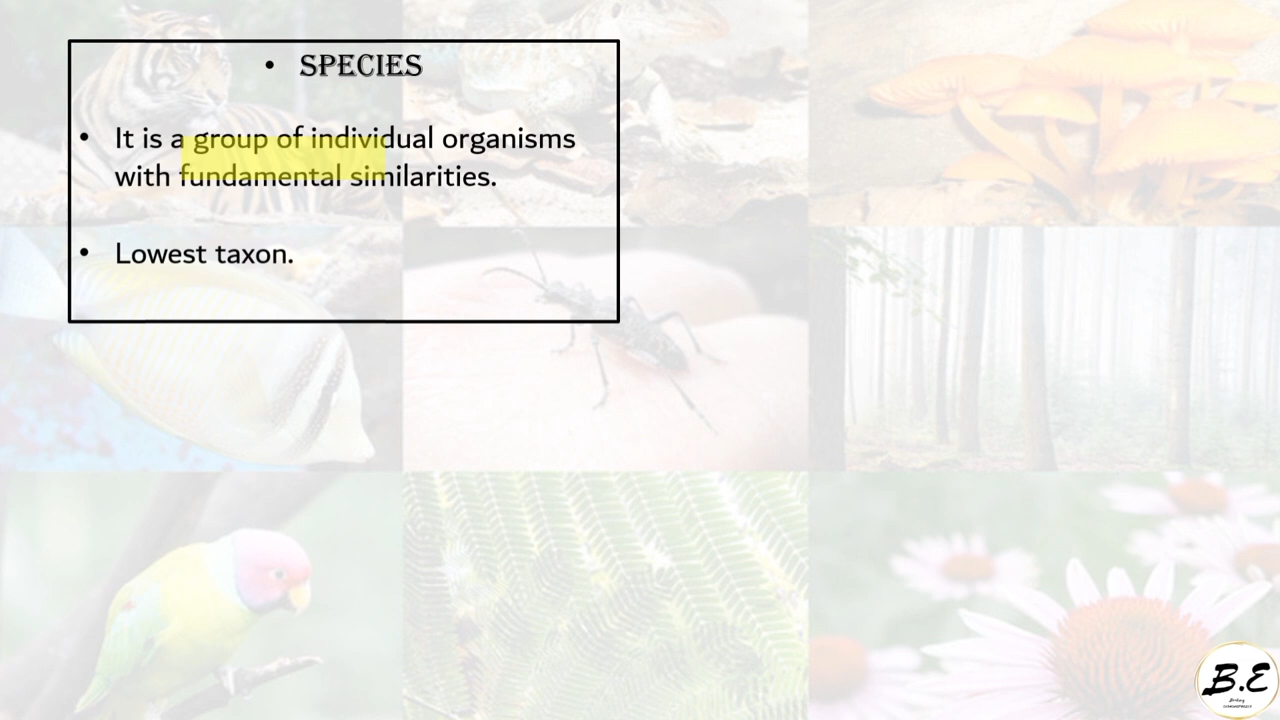 • SPECIES
• It is a group of individual organisms
with fundamental similarities.
• Lowest taxon.
B.E